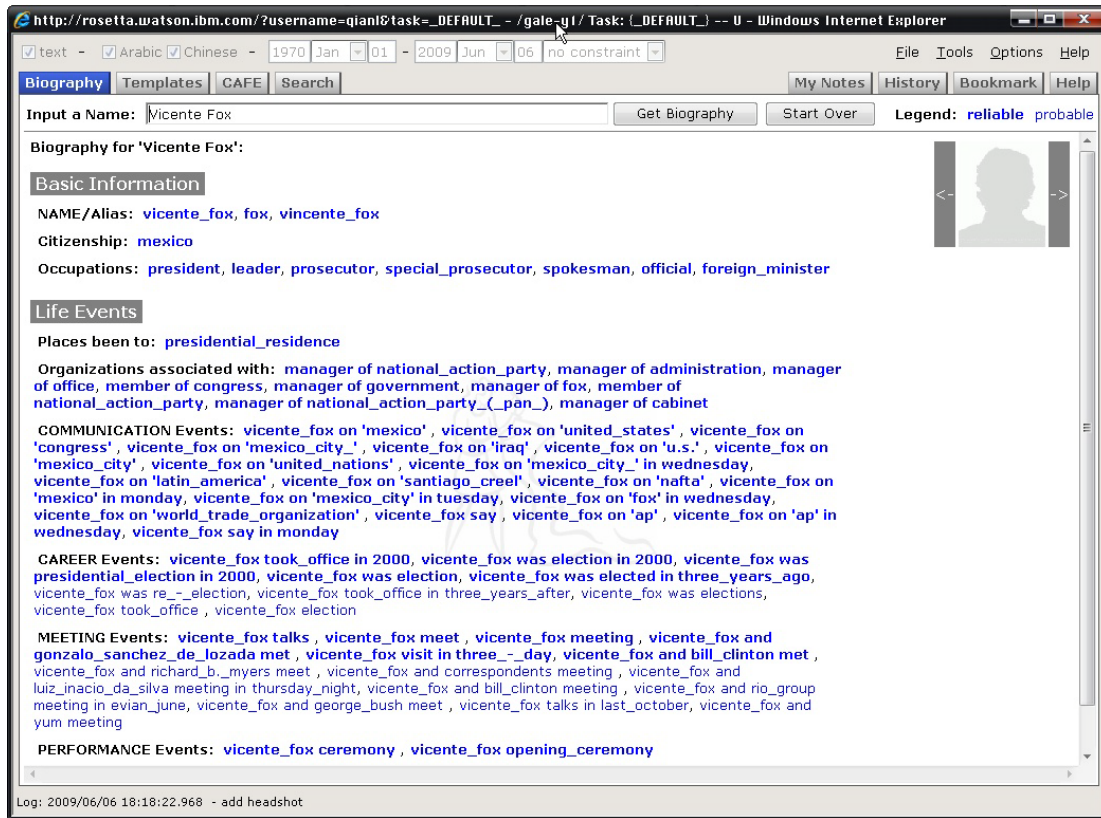 http://rosetta.watson.ibm.com/?username=qianl&task=_DEFAULT_ - /gale-y1/ Task: {_DEFAULT_} -- U - Windows Internet Explorer
text - Arabic Chinese - 1970 Jan 01 - 2009 Jun 06 no constraint File Tools Options Help
Biography Templates CAFE Search My Notes History Bookmark Help
Input a Name: Vicente Fox Get Biography Start Over Legend: reliable probable
Biography for 'Vicente Fox':
<- ->
Basic Information
NAME/Alias: vicente_fox, fox, vincente_fox
Citizenship: mexico
Occupations: president, leader, prosecutor, special_prosecutor, spokesman, official, foreign_minister
Life Events
Places been to: presidential_residence
Organizations associated with: manager of national_action_party, manager of administration, manager
of office, member of congress, manager of government, manager of fox, member of
national_action_party, manager of national_action_party_(_pan_), manager of cabinet
COMMUNICATION Events: vicente_fox on 'mexico' , vicente_fox on 'united_states' , vicente_fox on
'congress' , vicente_fox on 'mexico_city_' , vicente_fox on 'iraq' , vicente_fox on 'u.s.' , vicente_fox on
'mexico_city' , vicente_fox on 'united_nations' , vicente_fox on 'mexico_city_' in wednesday,
vicente_fox on 'latin_america' , vicente_fox on 'santiago_creel' , vicente_fox on 'nafta' , vicente_fox on
'mexico' in monday, vicente_fox on 'mexico_city' in tuesday, vicente_fox on 'fox' in wednesday,
vicente_fox on 'world_trade_organization' , vicente_fox say , vicente_fox on 'ap' , vicente_fox on 'ap' in
wednesday, vicente_fox say in monday
CAREER Events: vicente_fox took_office in 2000, vicente_fox was election in 2000, vicente_fox was
presidential_election in 2000, vicente_fox was election, vicente_fox was elected in three_years_ago,
vicente_fox was re_-_election, vicente_fox took_office in three_years_after, vicente_fox was elections,
vicente_fox took_office , vicente_fox election
MEETING Events: vicente_fox talks , vicente_fox meet , vicente_fox meeting , vicente_fox and
gonzalo_sanchez_de_lozada met , vicente_fox visit in three_-_day, vicente_fox and bill_clinton met ,
vicente_fox and richard_b._myers meet , vicente_fox and correspondents meeting , vicente_fox and
luiz_inacio_da_silva meeting in thursday_night, vicente_fox and bill_clinton meeting , vicente_fox and rio_group
meeting in evian_june, vicente_fox and george_bush meet , vicente_fox talks in last_october, vicente_fox and
yum meeting
PERFORMANCE Events: vicente_fox ceremony , vicente_fox opening_ceremony
Log: 2009/06/06 18:18:22.968 - add headshot